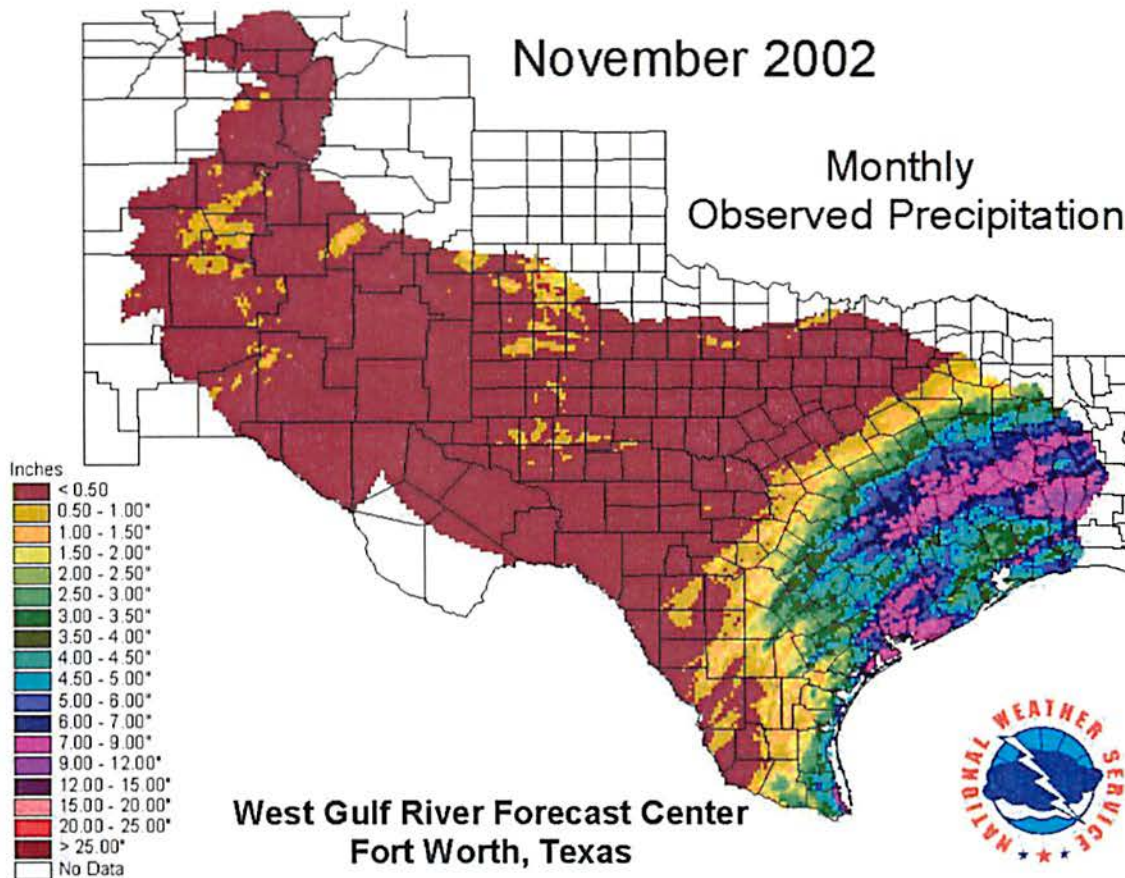 November 2002
Monthly
Observed Precipitation
Inches
< 0.50
0.50 - 1.00"
1.00 - 1.50"
1.50 - 2.00"
2.00 - 2.50"
2.50 - 3.00"
3.00 - 3.50"
3.50 - 4.00"
4.00 - 4.50"
4.50 - 5.00"
5.00 - 6.00"
6.00 - 7.00"
7.00 - 9.00"
9.00 - 12.00"
12.00 - 15.00"
15.00 - 20.00"
20.00 - 25.00"
> 25.00"
No Data
West Gulf River Forecast Center
Fort Worth, Texas
NATIONAL WEATHER SERVICE